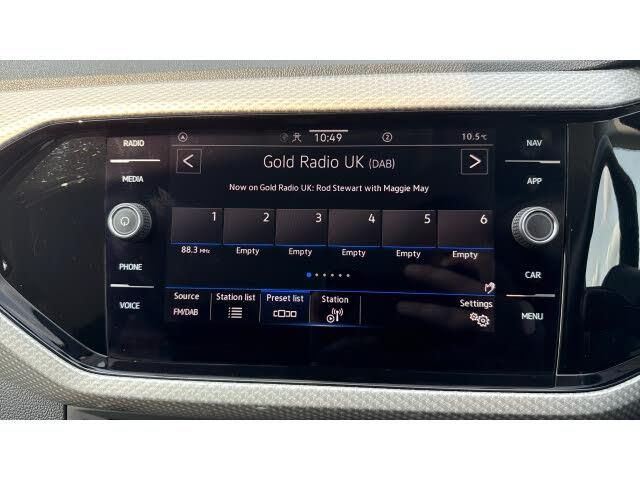 RADIO
MEDIA
PHONE
VOICE
10:49
2
10.5°C
< Gold Radio UK (DAB) >
Now on Gold Radio UK: Rod Stewart with Maggie May
1 2 3 4 5 6
88.3 MHz Empty Empty Empty Empty Empty
Source Station list Preset list Station Settings
FM/DAB
NAV
APP
CAR
MENU